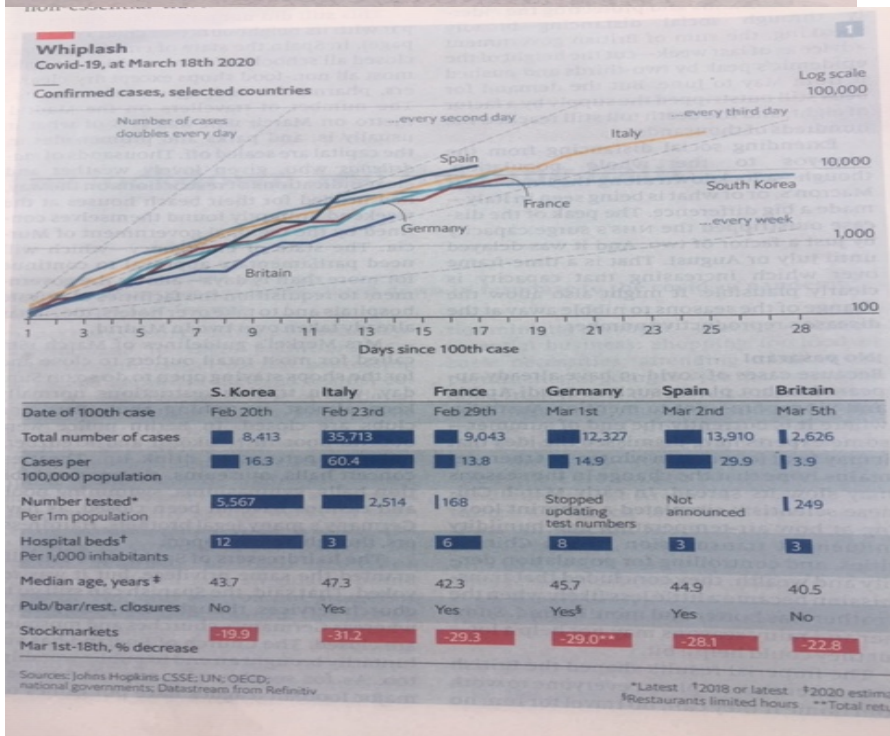 1
Whiplash
Covid-19, at March 18th 2020
Confirmed cases, selected countries
Log scale
100,000
Number of cases
doubles every day
...every second day
...every third day
Italy
Spain
10,000
South Korea
France
Germany
...every week
1,000
Britain
100
1 3 5 7 9 11 13 15 17 19 21 23 25 28
Days since 100th case
S. Korea Italy France Germany Spain Britain
Date of 100th case Feb 20th Feb 23rd Feb 29th Mar 1st Mar 2nd Mar 5th
Total number of cases 8,413 35,713 9,043 12,327 13,910 2,626
Cases per
100,000 population 16.3 60.4 13.8 14.9 29.9 3.9
Number tested* 5,567 2,514 168 Stopped updating test numbers Not announced 249
Per 1m population
Hospital beds† 12 3 6 8 3 3
Per 1,000 inhabitants
Median age, years ‡ 43.7 47.3 42.3 45.7 44.9 40.5
Pub/bar/rest. closures No Yes Yes Yes§ Yes No
Stockmarkets -19.9 -31.2 -29.3 -29.0** -28.1 -22.8
Mar 1st-18th, % decrease
Sources: Johns Hopkins CSSE; UN; OECD;
national governments; Datastream from Refinitiv
*Latest †2018 or latest ‡2020 estim
§Restaurants limited hours **Total retu